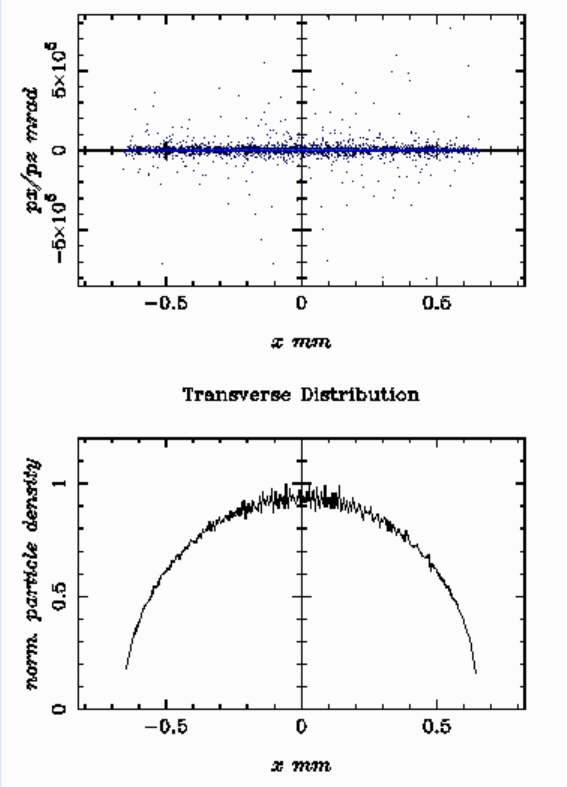 px/pz mrad
5×10⁵
0
−5×10⁵
−0.5 0 0.5
x mm
Transverse Distribution
norm. particle density
1
0.5
0
−0.5 0 0.5
x mm